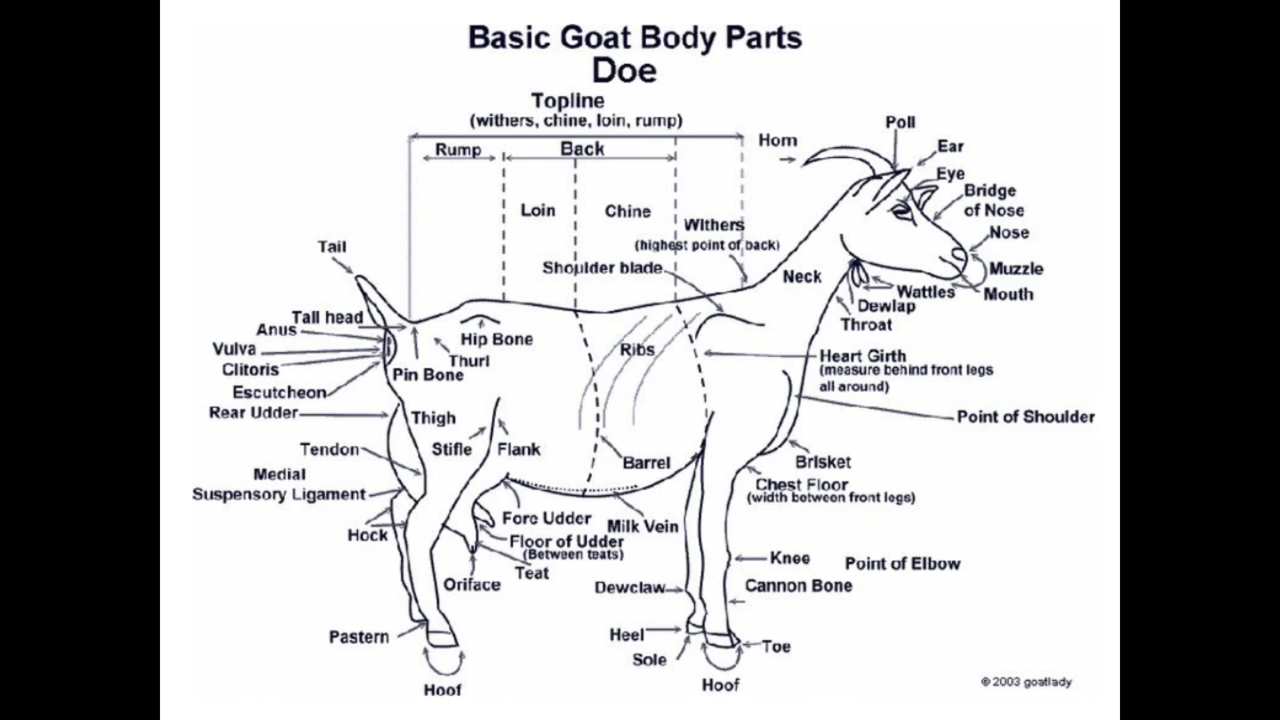 Basic Goat Body Parts
Doe
Topline
(withers, chine, loin, rump)
Rump
Back
Horn
Poll
Ear
Eye
Bridge
of Nose
Nose
Muzzle
Mouth
Wattles
Dewlap
Throat
Neck
Loin
Chine
Withers
(highest point of back)
Shoulder blade
Tail
Tail head
Anus
Vulva
Clitoris
Escutcheon
Rear Udder
Hip Bone
Thurl
Pin Bone
Ribs
Heart Girth
(measure behind front legs
all around)
Point of Shoulder
Thigh
Stifle
Flank
Tendon
Medial
Suspensory Ligament
Hock
Barrel
Brisket
Chest Floor
(width between front legs)
Fore Udder
Milk Vein
Floor of Udder
(Between teats)
Teat
Oriface
Knee
Point of Elbow
Cannon Bone
Dewclaw
Pastern
Heel
Sole
Toe
Hoof
Hoof
© 2003 goatlady